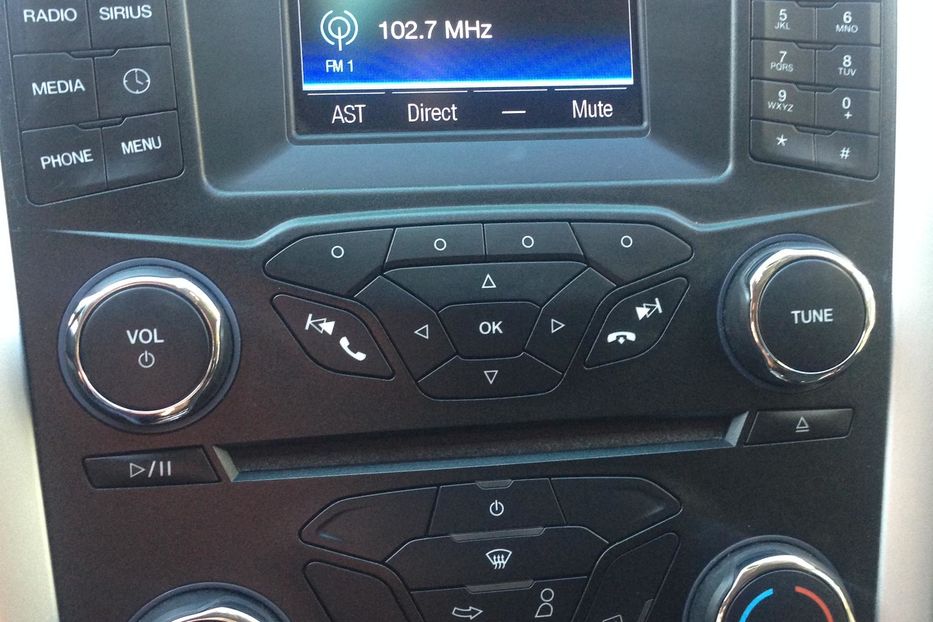 RADIO SIRIUS
MEDIA
PHONE MENU
102.7 MHz
FM 1
AST Direct — Mute
5 JKL 6 MNO
7 PQRS 8 TUV
9 WXYZ 0 +
* #
VOL
OK
TUNE